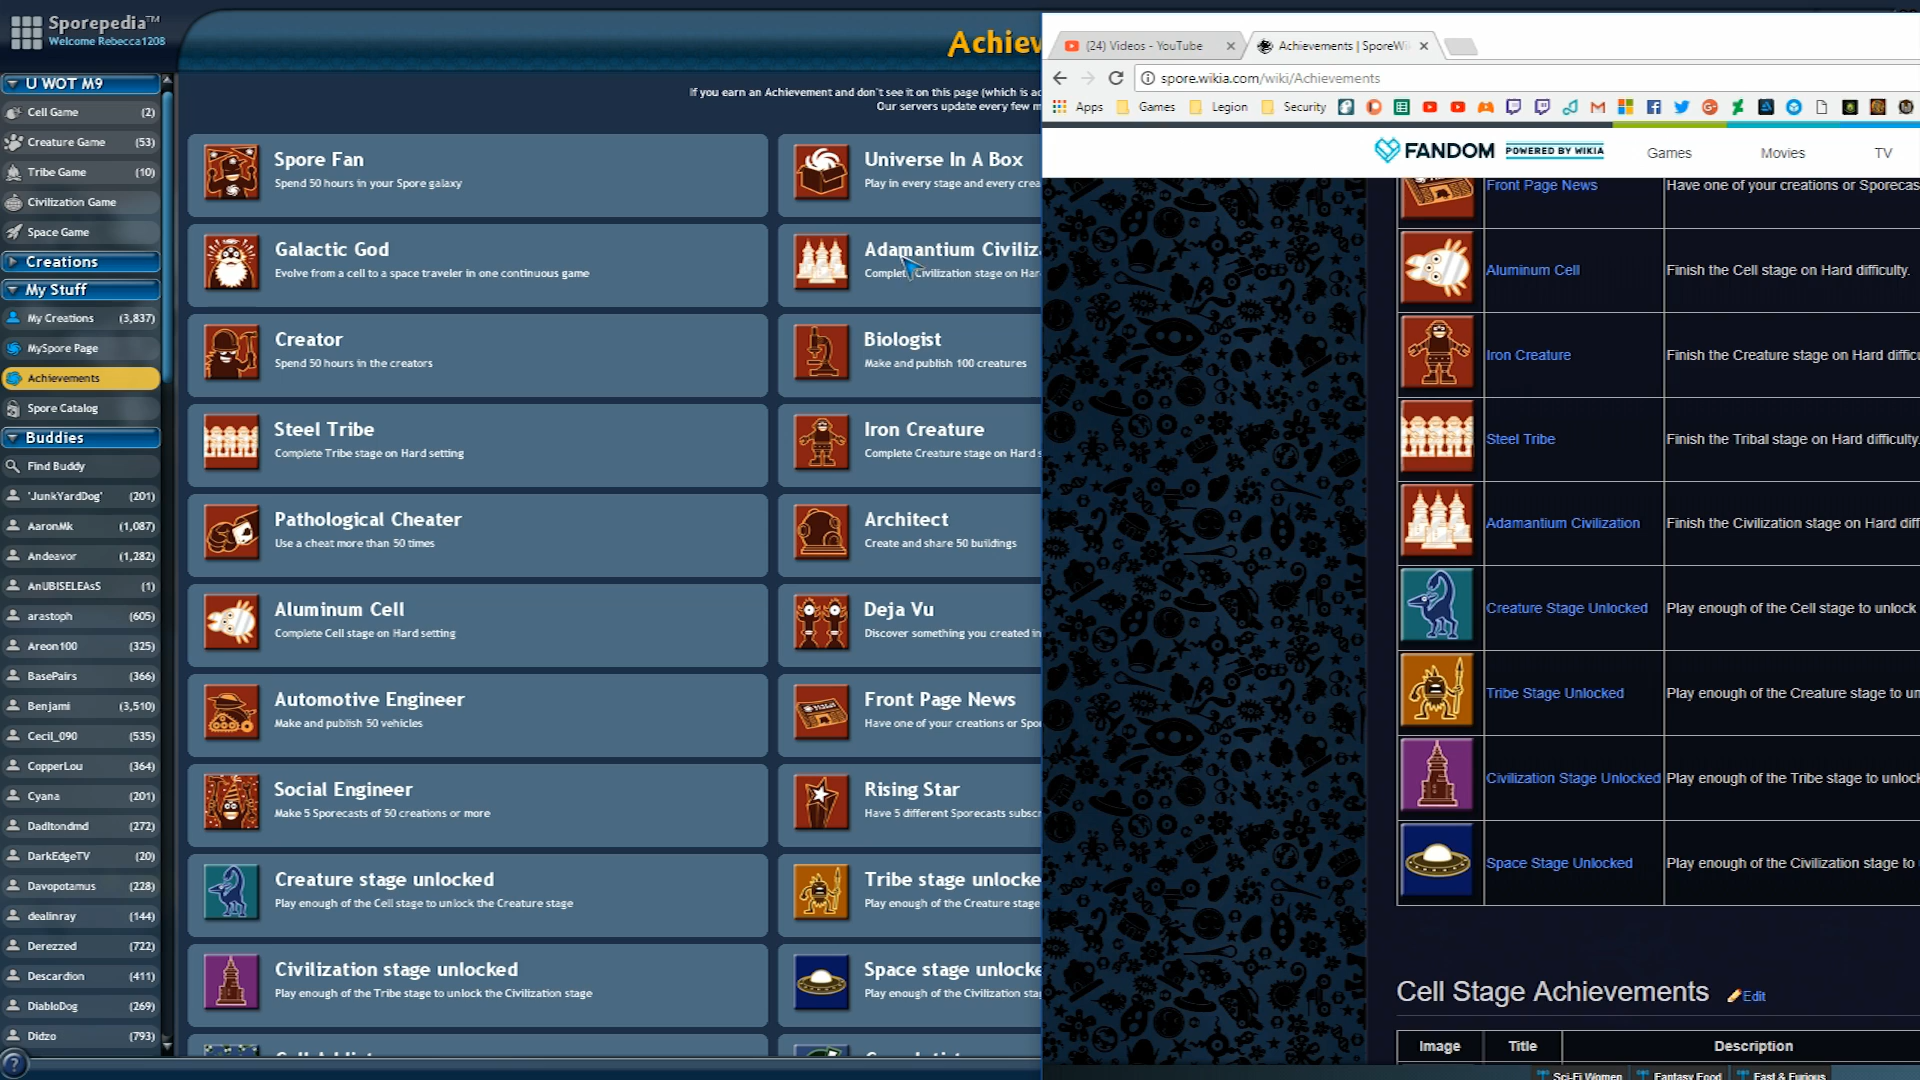 Sporepedia™
Welcome Rebecca1208
U WOT M9
Cell Game (2)
Creature Game (53)
Tribe Game (10)
Civilization Game
Space Game
Creations
My Stuff
My Creations (3,837)
MySpore Page
Achievements
Spore Catalog
Buddies
Find Buddy
'JunkYardDog' (201)
AaronMk (1,087)
Andeavor (1,282)
AnUBISELEAsS (1)
arastoph (605)
Areon100 (325)
BasePairs (366)
Benjami (3,510)
Cecil_090 (535)
CopperLou (364)
Cyana (201)
Dadltondmd (272)
DarkEdgeTV (20)
Davopotamus (228)
dealinray (144)
Derezzed (722)
Descardion (411)
DiabloDog (269)
Didzo (793)
?
Achiev
If you earn an Achievement and don't see it on this page (which is ac
Our servers update every few m
Spore Fan
Spend 50 hours in your Spore galaxy
Universe In A Box
Play in every stage and every crea
Galactic God
Evolve from a cell to a space traveler in one continuous game
Adamantium Civiliz
Complete Civilization stage on Har
Creator
Spend 50 hours in the creators
Biologist
Make and publish 100 creatures
Steel Tribe
Complete Tribe stage on Hard setting
Iron Creature
Complete Creature stage on Hard s
Pathological Cheater
Use a cheat more than 50 times
Architect
Create and share 50 buildings
Aluminum Cell
Complete Cell stage on Hard setting
Deja Vu
Discover something you created in
Automotive Engineer
Make and publish 50 vehicles
Front Page News
Have one of your creations or Spo
Social Engineer
Make 5 Sporecasts of 50 creations or more
Rising Star
Have 5 different Sporecasts subsc
Creature stage unlocked
Play enough of the Cell stage to unlock the Creature stage
Tribe stage unlocke
Play enough of the Creature stage
Civilization stage unlocked
Play enough of the Tribe stage to unlock the Civilization stage
Space stage unlocke
Play enough of the Civilization sta
(24) Videos - YouTube
Achievements | SporeWi
spore.wikia.com/wiki/Achievements
Apps Games Legion Security
FANDOM POWERED BY WIKIA Games Movies TV
Front Page News Have one of your creations or Sporecas
Aluminum Cell Finish the Cell stage on Hard difficulty.
Iron Creature Finish the Creature stage on Hard difficu
Steel Tribe Finish the Tribal stage on Hard difficulty.
Adamantium Civilization Finish the Civilization stage on Hard diff
Creature Stage Unlocked Play enough of the Cell stage to unlock
Tribe Stage Unlocked Play enough of the Creature stage to un
Civilization Stage Unlocked Play enough of the Tribe stage to unlock
Space Stage Unlocked Play enough of the Civilization stage to
Cell Stage Achievements Edit
Image Title Description
Sci-Fi Women Fantasy Food Fast & Furious